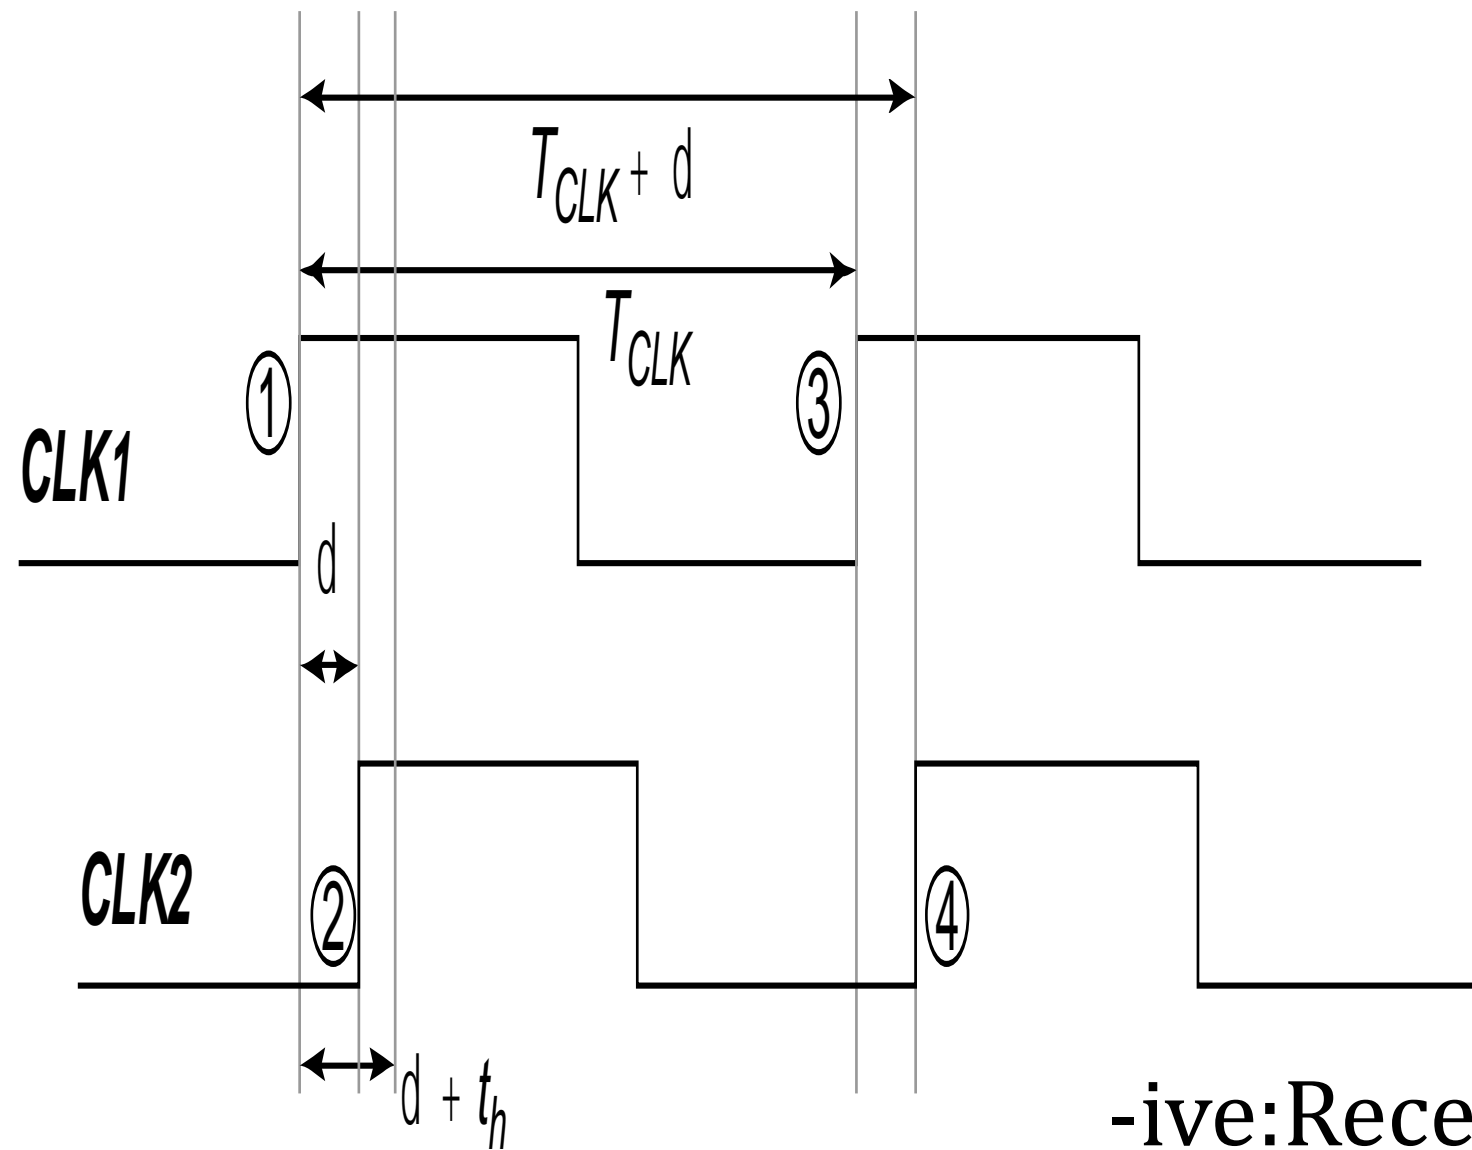 T_CLK + d
T_CLK
① ③
CLK1
d
CLK2
② ④
d + t_h
-ive:Rece